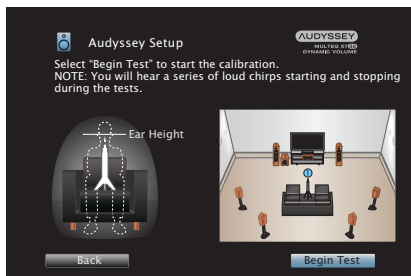 Audyssey Setup
AUDYSSEY
MULTEQ XT32
DYNAMIC VOLUME
Select “Begin Test” to start the calibration.
NOTE: You will hear a series of loud chirps starting and stopping
during the tests.
Ear Height
Back
Begin Test